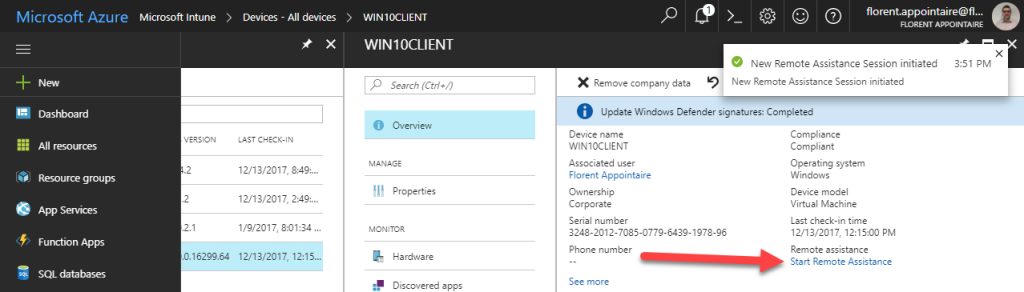 Microsoft Azure Microsoft Intune Devices - All devices WIN10CLIENT
1
florent.appointaire@fl...
FLORENT APPOINTAIRE
New Remote Assistance Session initiated 3:51 PM
New Remote Assistance Session initiated
New
Dashboard
All resources
Resource groups
App Services
Function Apps
SQL databases
VERSION LAST CHECK-IN
.4.2 12/13/2017, 8:49:...
.2 12/13/2017, 2:49:...
.2.1 1/9/2017, 8:01:34 ...
.0.16299.64 12/13/2017, 12:15...
WIN10CLIENT
Search (Ctrl+/)
Overview
MANAGE
Properties
MONITOR
Hardware
Discovered apps
Remove company data
Update Windows Defender signatures: Completed
Device name
WIN10CLIENT
Associated user
Florent Appointaire
Ownership
Corporate
Serial number
3248-2012-7085-0779-6439-1978-96
Phone number
--
See more
Compliance
Compliant
Operating system
Windows
Device model
Virtual Machine
Last check-in time
12/13/2017, 12:15:00 PM
Remote assistance
Start Remote Assistance